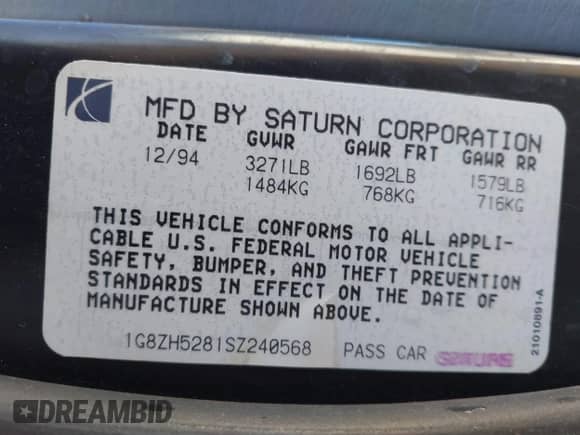 MFD BY SATURN CORPORATION
DATE GVWR GAWR FRT GAWR RR
12/94 3271LB 1692LB 1579LB
1484KG 768KG 716KG
THIS VEHICLE CONFORMS TO ALL APPLI-
CABLE U.S. FEDERAL MOTOR VEHICLE
SAFETY, BUMPER, AND THEFT PREVENTION
STANDARDS IN EFFECT ON THE DATE OF
MANUFACTURE SHOWN ABOVE.
1G8ZH5281SZ240568 PASS CAR
21010891-A
DREAMBID